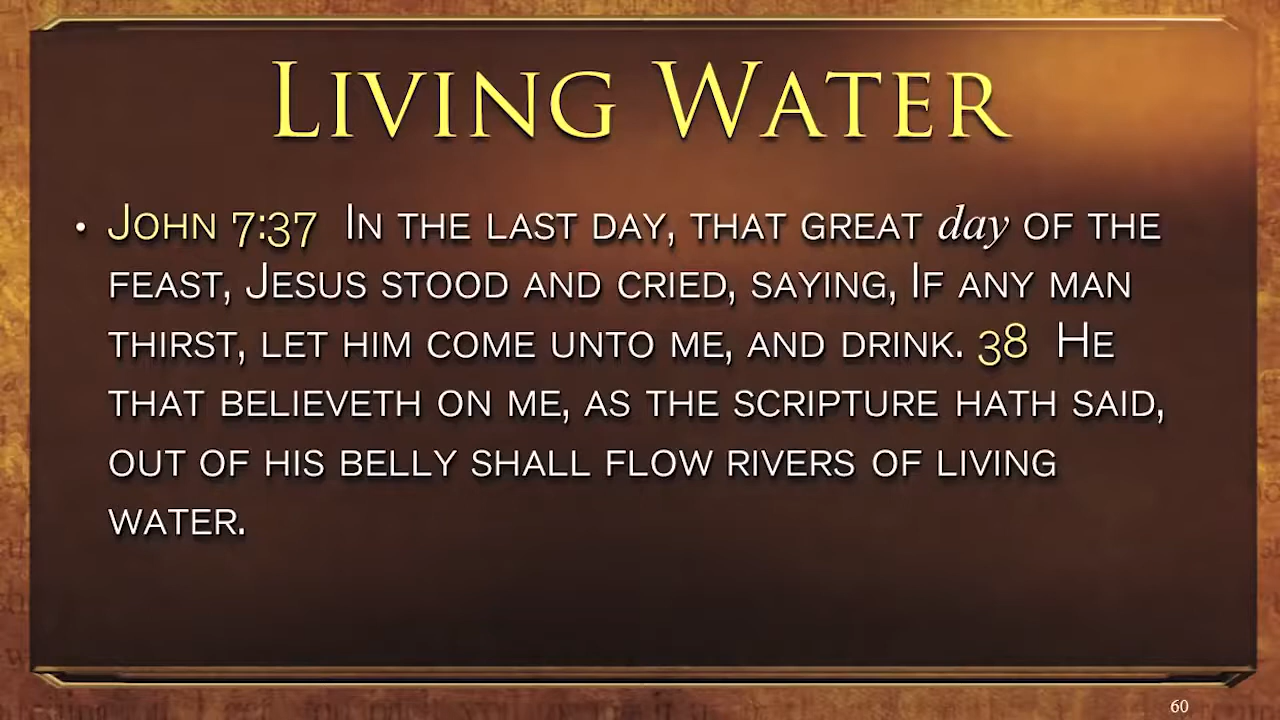 Living Water
• John 7:37 In the last day, that great day of the
feast, Jesus stood and cried, saying, If any man
thirst, let him come unto me, and drink. 38 He
that believeth on me, as the scripture hath said,
out of his belly shall flow rivers of living
water.
60